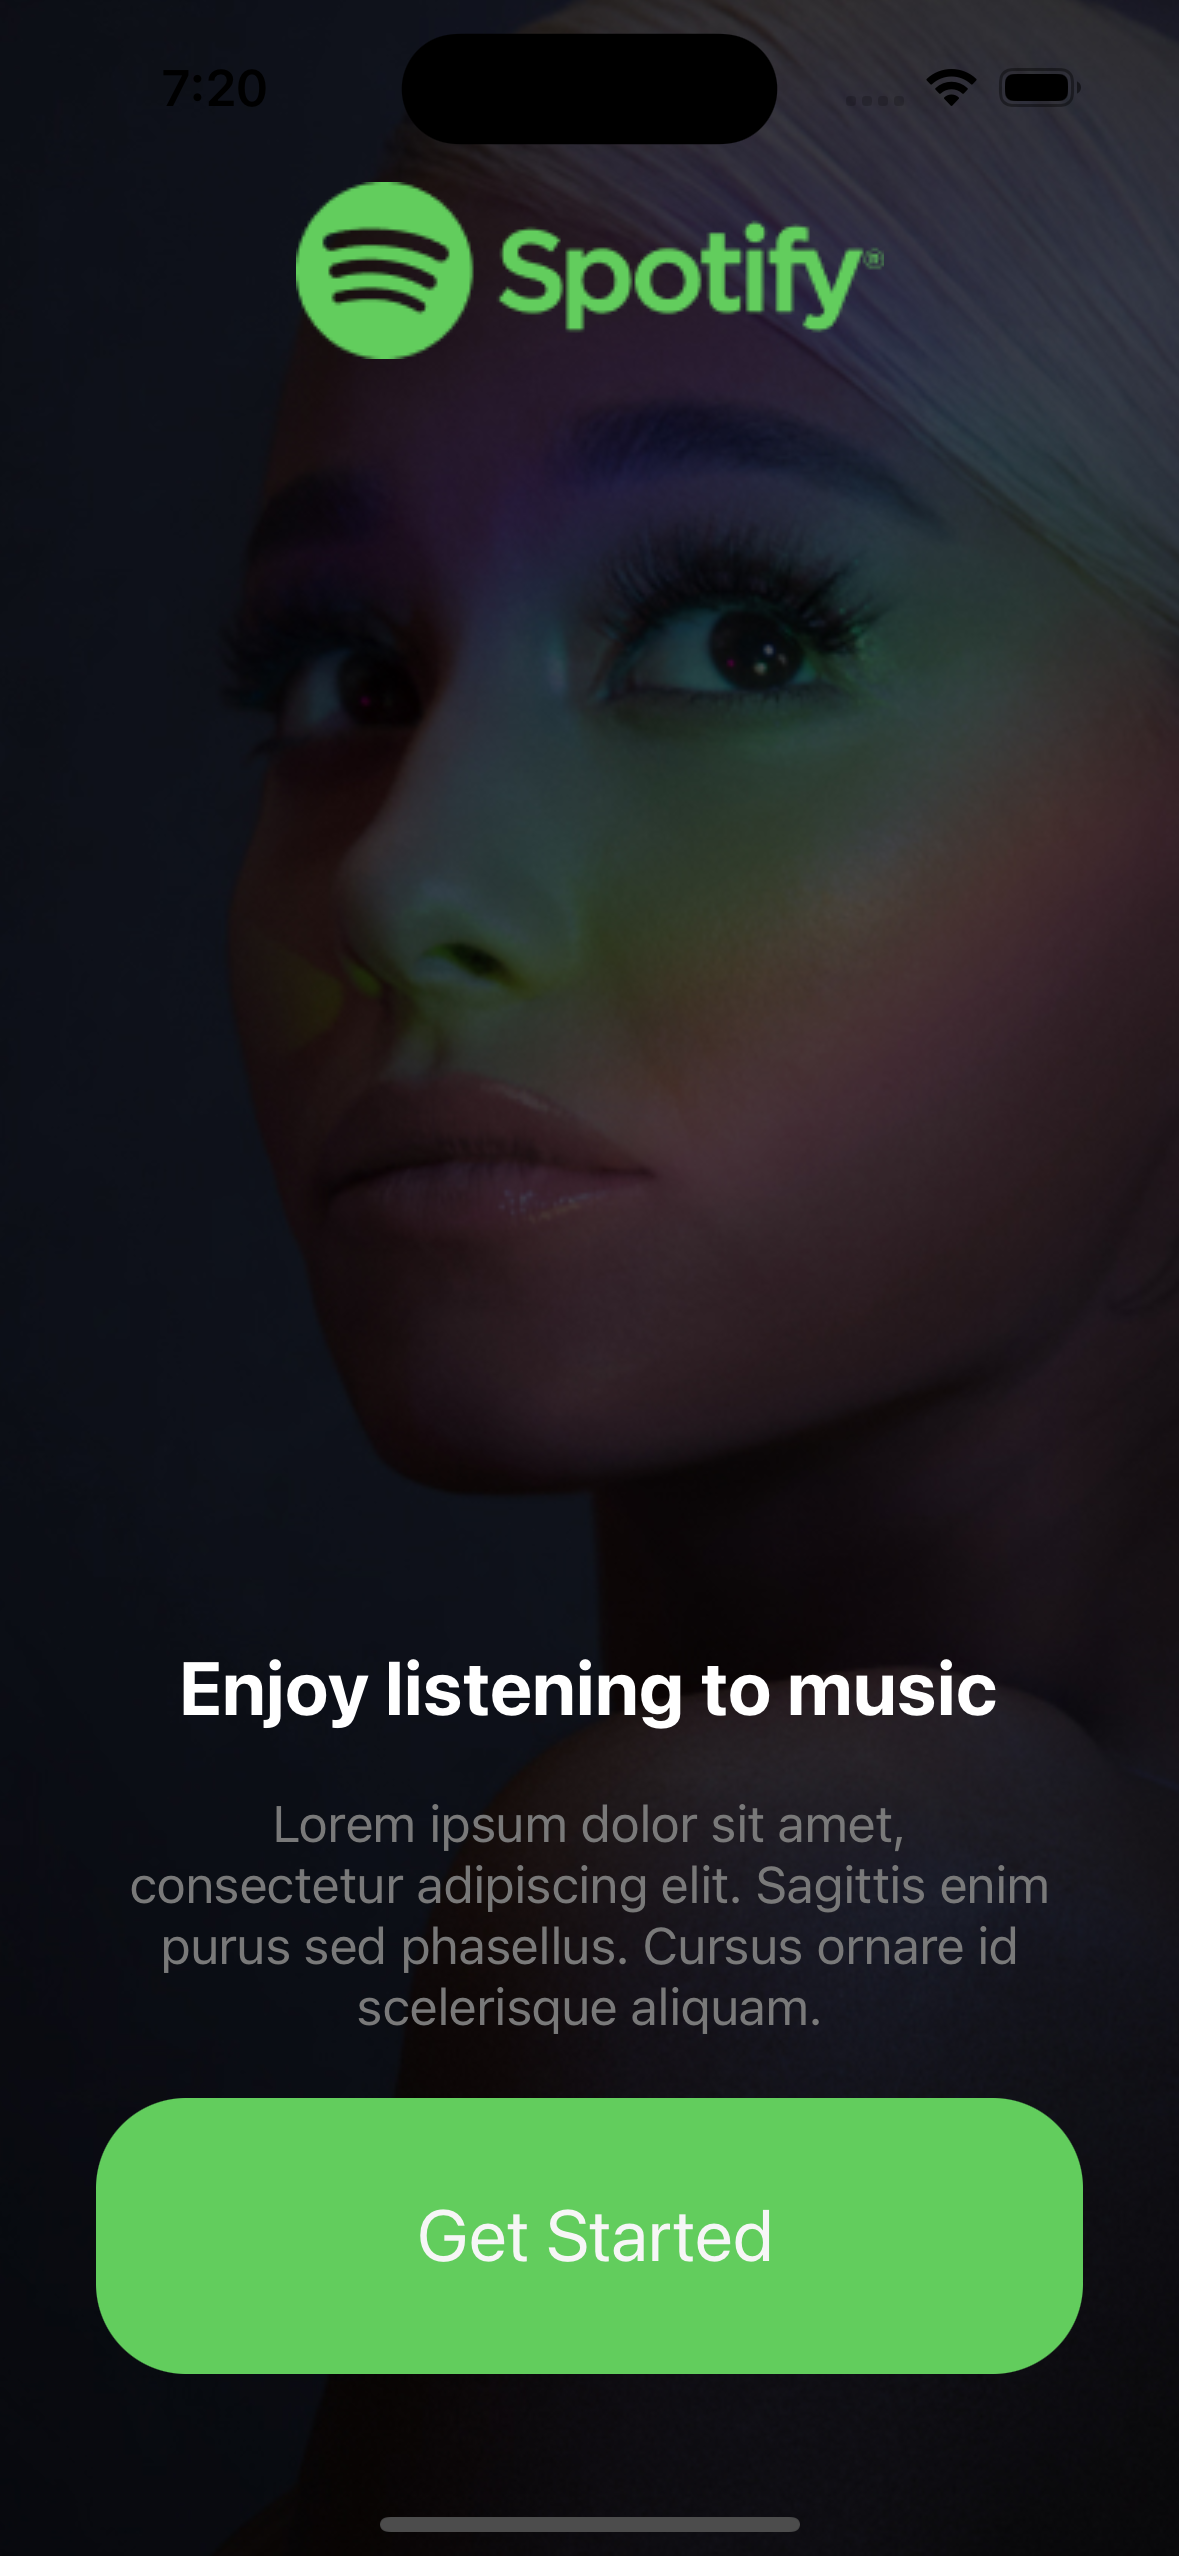 7:20
Spotify®
Enjoy listening to music
Lorem ipsum dolor sit amet,
consectetur adipiscing elit. Sagittis enim
purus sed phasellus. Cursus ornare id
scelerisque aliquam.
Get Started